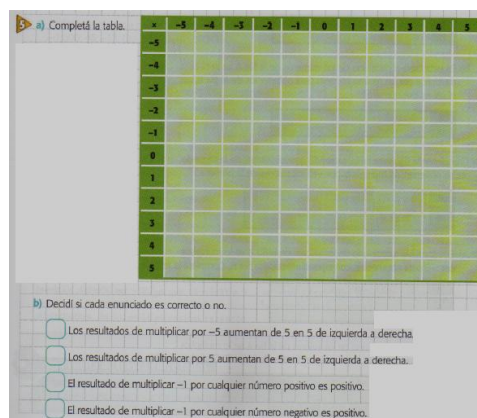 5 a) Completá la tabla.
× -5 -4 -3 -2 -1 0 1 2 3 4 5
-5
-4
-3
-2
-1
0
1
2
3
4
5
b) Decidí si cada enunciado es correcto o no.
Los resultados de multiplicar por -5 aumentan de 5 en 5 de izquierda a derecha.
Los resultados de multiplicar por 5 aumentan de 5 en 5 de izquierda a derecha.
El resultado de multiplicar -1 por cualquier número positivo es positivo.
El resultado de multiplicar -1 por cualquier número negativo es positivo.